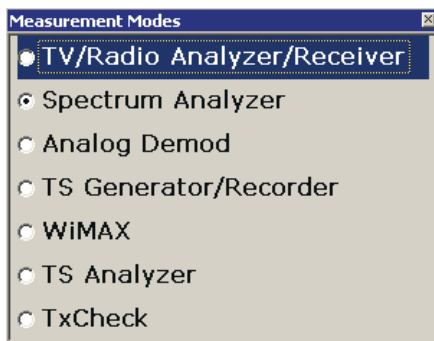 Measurement Modes
TV/Radio Analyzer/Receiver
Spectrum Analyzer
Analog Demod
TS Generator/Recorder
WiMAX
TS Analyzer
TxCheck